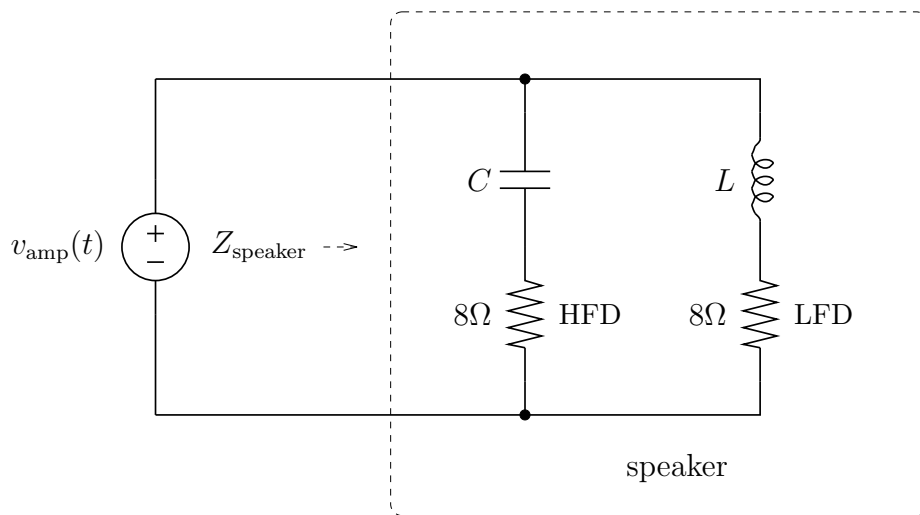 C
L
v_amp(t)
+
−
Z_speaker
8Ω
HFD
8Ω
LFD
speaker